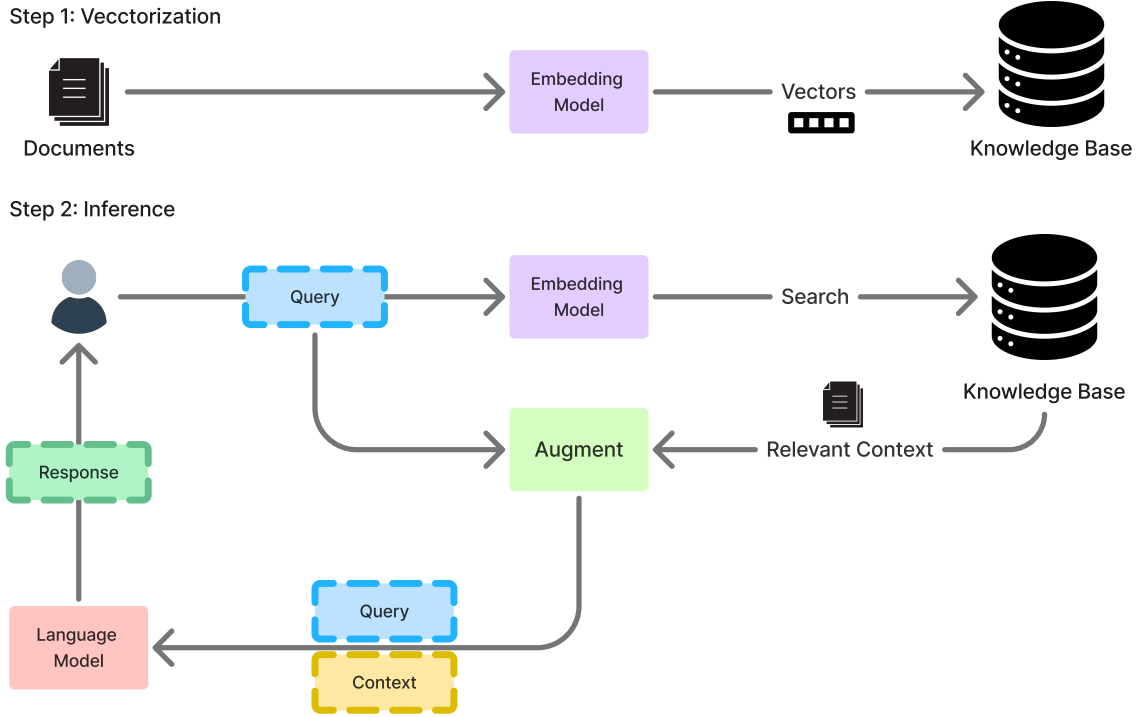 Step 1: Vecctorization
Documents
Embedding
Model
Vectors
Knowledge Base
Step 2: Inference
Query
Embedding
Model
Search
Knowledge Base
Augment
Relevant Context
Response
Language
Model
Query
Context